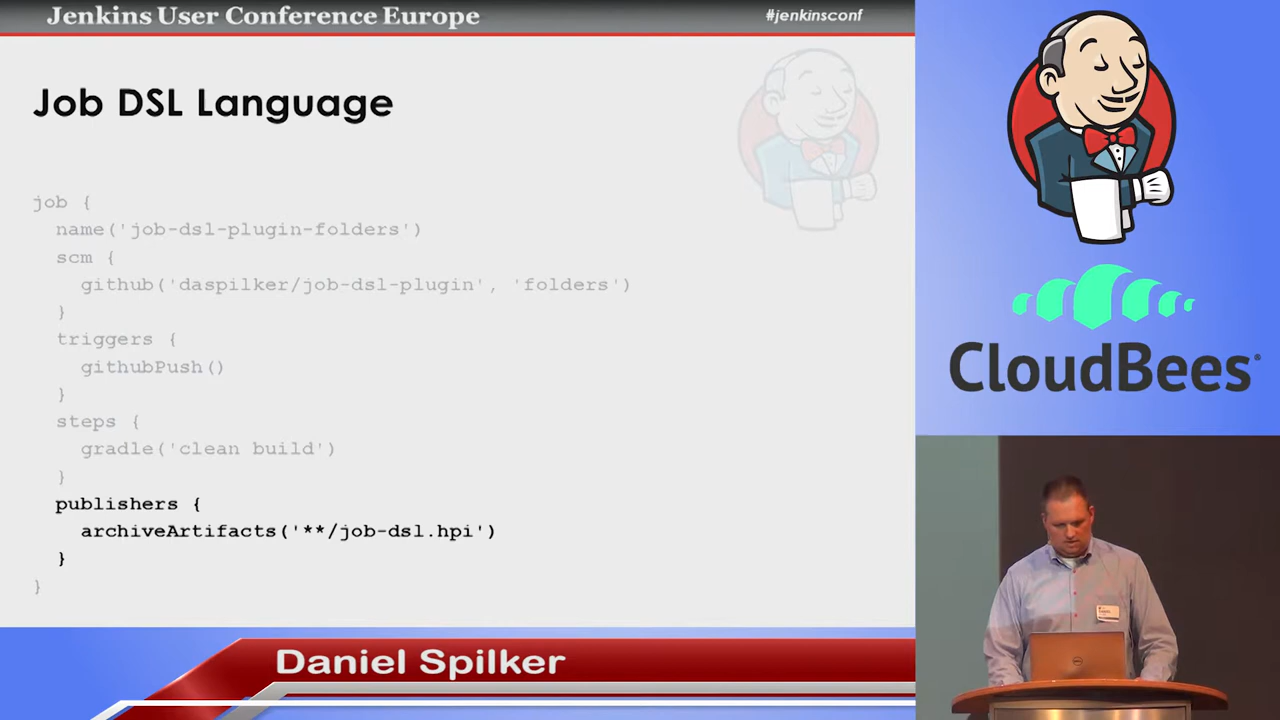 Jenkins User Conference Europe
#jenkinsconf
Job DSL Language
job {
name('job-dsl-plugin-folders')
scm {
github('daspilker/job-dsl-plugin', 'folders')
}
triggers {
githubPush()
}
steps {
gradle('clean build')
}
publishers {
archiveArtifacts('**/job-dsl.hpi')
}
}
CloudBees®
Daniel Spilker